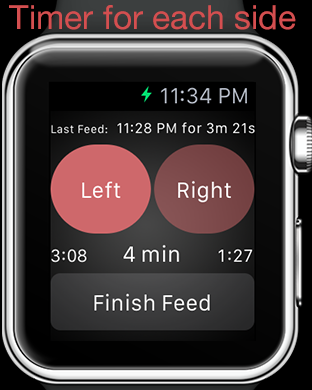 Timer for each side
11:34 PM
Last Feed: 11:28 PM for 3m 21s
Left Right
3:08 4 min 1:27
Finish Feed